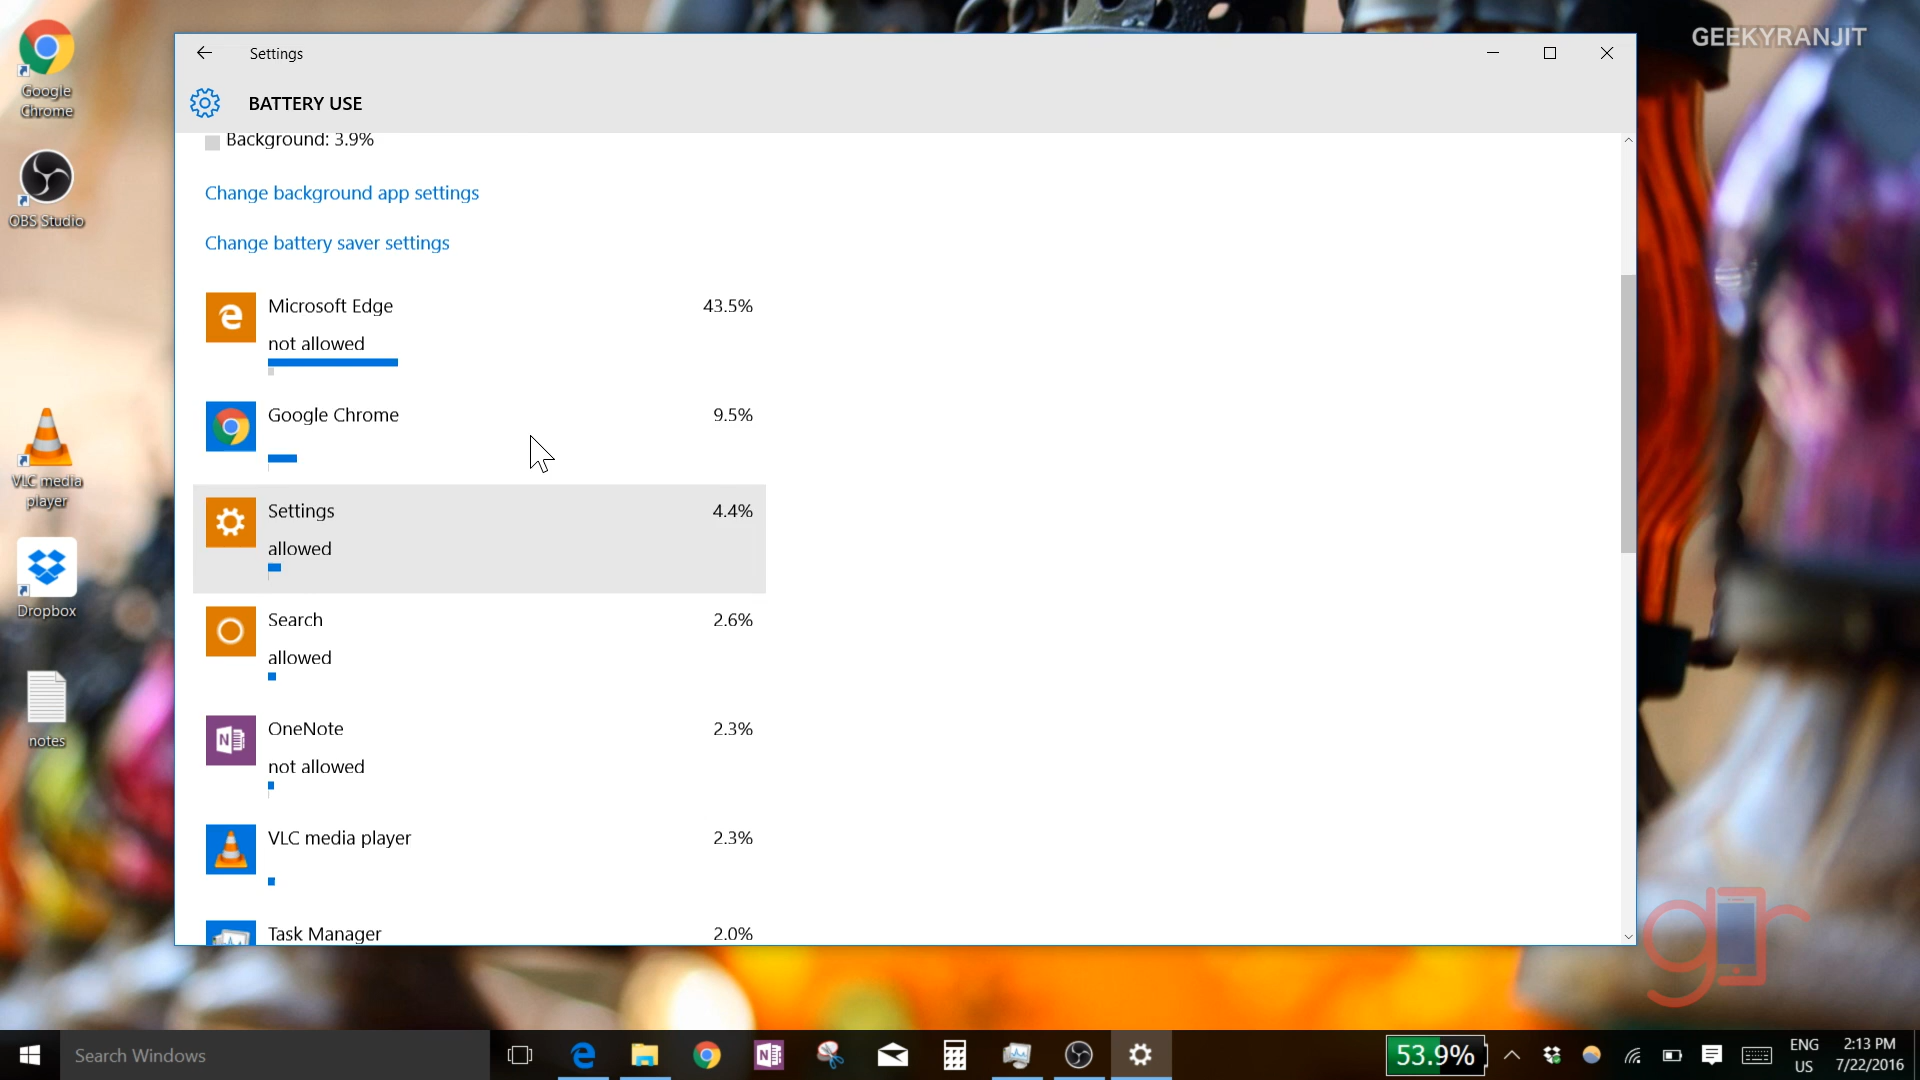 GEEKYRANJIT
Google
Chrome
OBS Studio
VLC media
player
Dropbox
notes
Settings
BATTERY USE
Background: 3.9%
Change background app settings
Change battery saver settings
Microsoft Edge 43.5%
not allowed
Google Chrome 9.5%
Settings 4.4%
allowed
Search 2.6%
allowed
OneNote 2.3%
not allowed
VLC media player 2.3%
Task Manager 2.0%
gr
Search Windows
53.9%
ENG
US
2:13 PM
7/22/2016